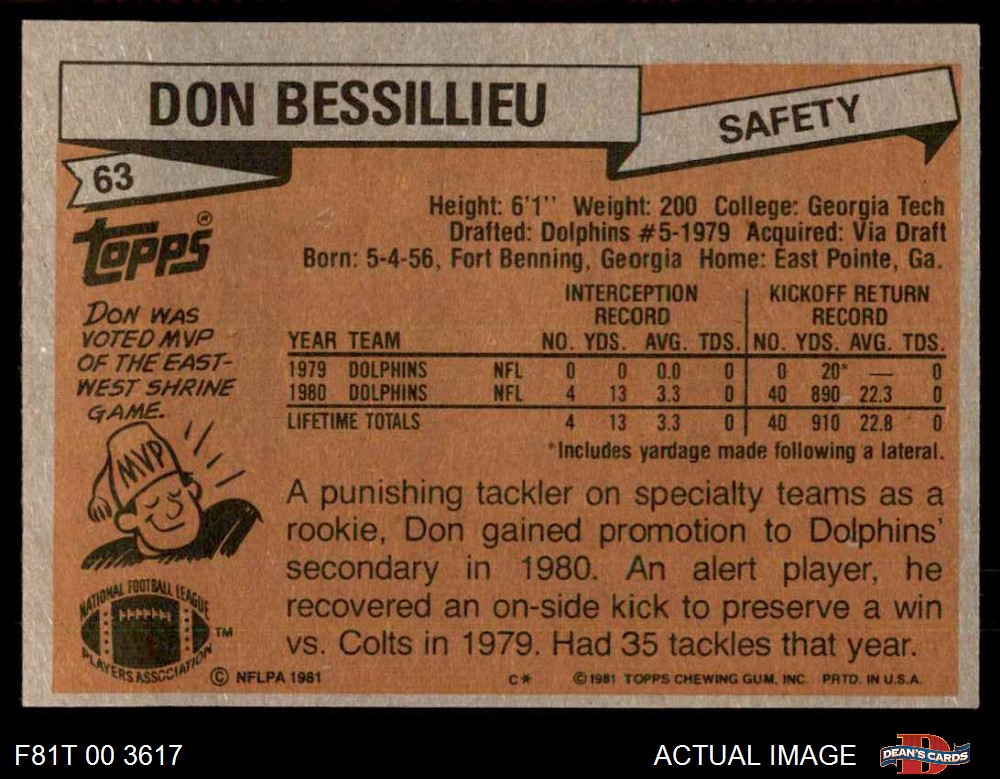 DON BESSILLIEU
SAFETY
63
topps®
Height: 6'1'' Weight: 200 College: Georgia Tech
Drafted: Dolphins #5-1979 Acquired: Via Draft
Born: 5-4-56, Fort Benning, Georgia Home: East Pointe, Ga.
DON WAS
VOTED MVP
OF THE EAST-
WEST SHRINE
GAME.
MVP
INTERCEPTION KICKOFF RETURN
RECORD RECORD
YEAR TEAM NO. YDS. AVG. TDS. NO. YDS. AVG. TDS.
1979 DOLPHINS NFL 0 0 0.0 0 0 20* — 0
1980 DOLPHINS NFL 4 13 3.3 0 40 890 22.3 0
LIFETIME TOTALS 4 13 3.3 0 40 910 22.8 0
*Includes yardage made following a lateral.
A punishing tackler on specialty teams as a
rookie, Don gained promotion to Dolphins'
secondary in 1980. An alert player, he
recovered an on-side kick to preserve a win
vs. Colts in 1979. Had 35 tackles that year.
NATIONAL FOOTBALL LEAGUE
PLAYERS ASSOCIATION
™
© NFLPA 1981
C*
© 1981 TOPPS CHEWING GUM, INC. PRTD. IN U.S.A.
F81T 00 3617
ACTUAL IMAGE
D
DEAN'S CARDS